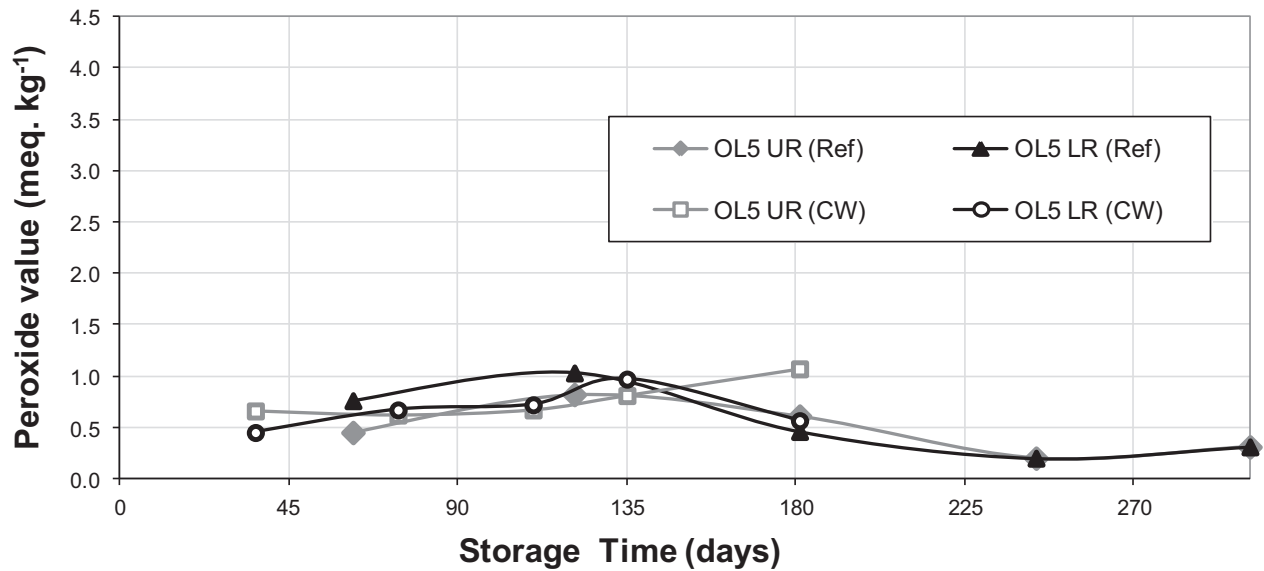 Peroxide value (meq. kg-1)
4.5
4.0
3.5
3.0
2.5
2.0
1.5
1.0
0.5
0.0
OL5 UR (Ref) OL5 LR (Ref)
OL5 UR (CW) OL5 LR (CW)
0 45 90 135 180 225 270
Storage Time (days)